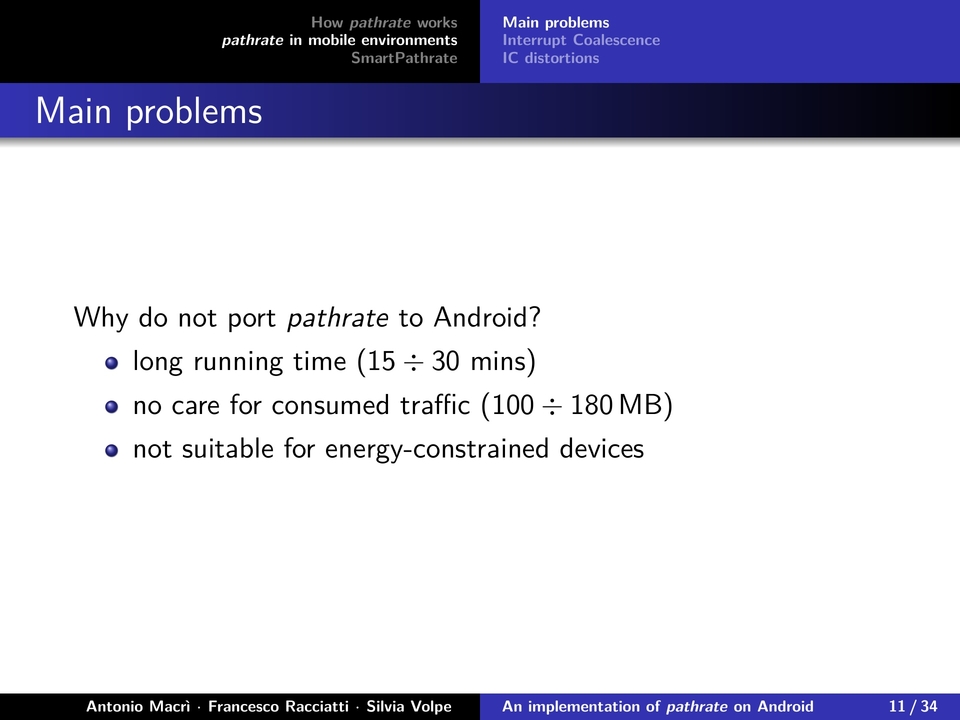 How pathrate works
pathrate in mobile environments
SmartPathrate
Main problems
Interrupt Coalescence
IC distortions
Main problems
Why do not port pathrate to Android?
long running time (15 ÷ 30 mins)
no care for consumed traffic (100 ÷ 180 MB)
not suitable for energy-constrained devices
Antonio Macrì · Francesco Racciatti · Silvia Volpe
An implementation of pathrate on Android
11 / 34